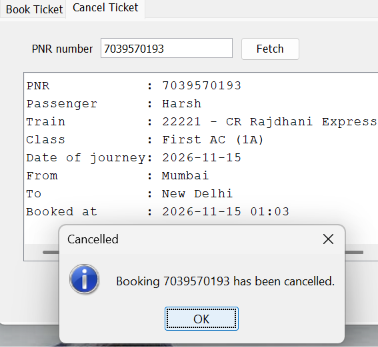 Book Ticket Cancel Ticket
PNR number 7039570193 Fetch
PNR : 7039570193
Passenger : Harsh
Train : 22221 - CR Rajdhani Express
Class : First AC (1A)
Date of journey: 2026-11-15
From : Mumbai
To : New Delhi
Booked at : 2026-11-15 01:03
Cancelled
Booking 7039570193 has been cancelled.
OK